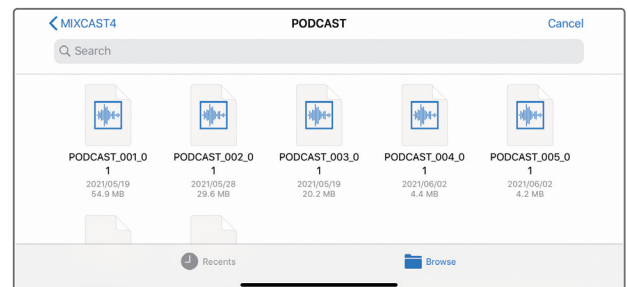 MIXCAST4 PODCAST Cancel
Search
PODCAST_001_0 PODCAST_002_0 PODCAST_003_0 PODCAST_004_0 PODCAST_005_0
1 1 1 1 1
2021/05/19 2021/05/28 2021/05/19 2021/06/02 2021/06/02
54.9 MB 29.6 MB 20.2 MB 4.4 MB 4.2 MB
Recents Browse